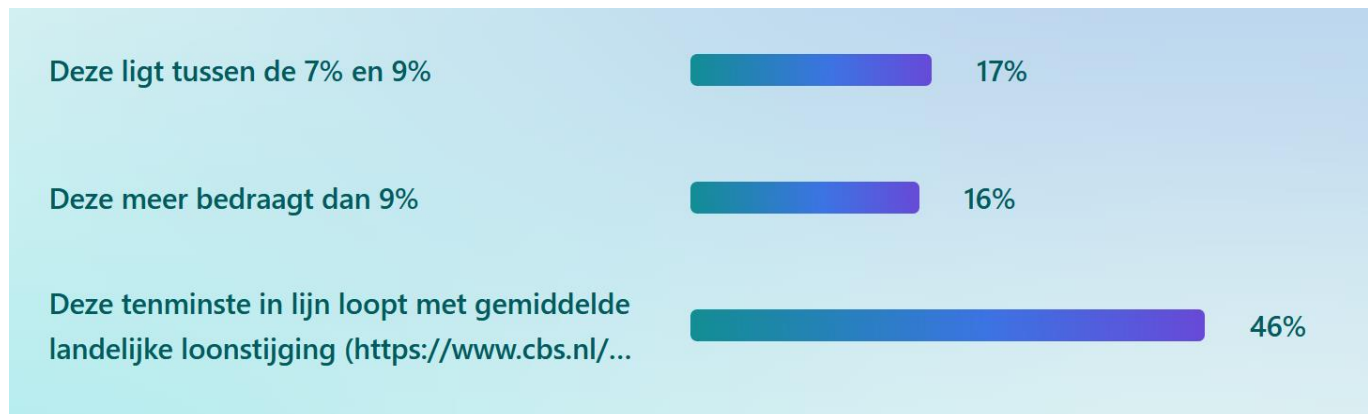 Deze ligt tussen de 7% en 9%
17%
Deze meer bedraagt dan 9%
16%
Deze tenminste in lijn loopt met gemiddelde
landelijke loonstijging (https://www.cbs.nl/...
46%